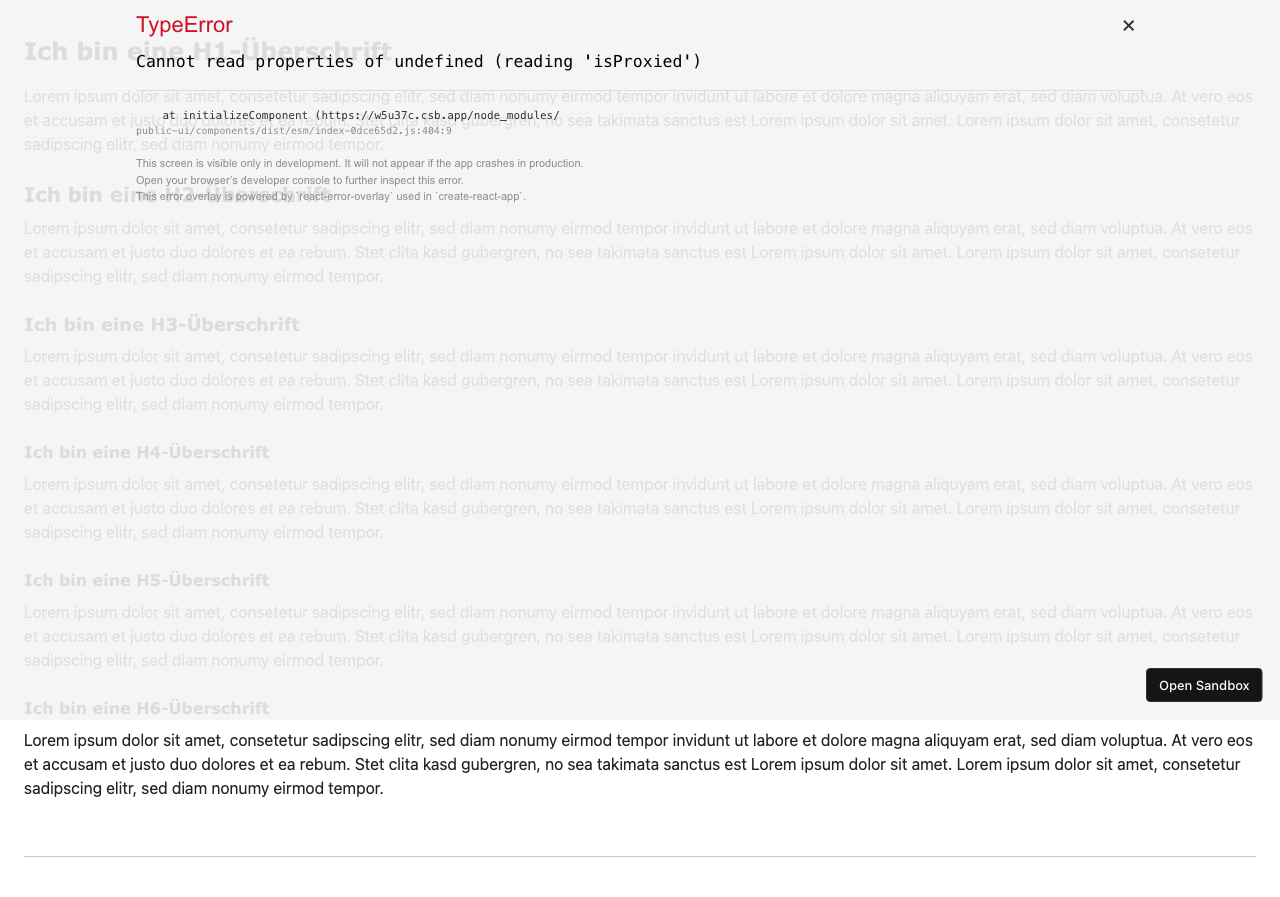 TypeError
Cannot read properties of undefined (reading 'isProxied')
at initializeComponent (https://w5u37c.csb.app/node_modules/
public-ui/components/dist/esm/index-0dce65d2.js:404:9
This screen is visible only in development. It will not appear if the app crashes in production.
Open your browser's developer console to further inspect this error.
This error overlay is powered by `react-error-overlay` used in `create-react-app`.
Ich bin eine H1-Überschrift
Lorem ipsum dolor sit amet, consetetur sadipscing elitr, sed diam nonumy eirmod tempor invidunt ut labore et dolore magna aliquyam erat, sed diam voluptua. At vero eos
et accusam et justo duo dolores et ea rebum. Stet clita kasd gubergren, no sea takimata sanctus est Lorem ipsum dolor sit amet. Lorem ipsum dolor sit amet, consetetur
sadipscing elitr, sed diam nonumy eirmod tempor.
Ich bin eine H2-Überschrift
Lorem ipsum dolor sit amet, consetetur sadipscing elitr, sed diam nonumy eirmod tempor invidunt ut labore et dolore magna aliquyam erat, sed diam voluptua. At vero eos
et accusam et justo duo dolores et ea rebum. Stet clita kasd gubergren, no sea takimata sanctus est Lorem ipsum dolor sit amet. Lorem ipsum dolor sit amet, consetetur
sadipscing elitr, sed diam nonumy eirmod tempor.
Ich bin eine H3-Überschrift
Lorem ipsum dolor sit amet, consetetur sadipscing elitr, sed diam nonumy eirmod tempor invidunt ut labore et dolore magna aliquyam erat, sed diam voluptua. At vero eos
et accusam et justo duo dolores et ea rebum. Stet clita kasd gubergren, no sea takimata sanctus est Lorem ipsum dolor sit amet. Lorem ipsum dolor sit amet, consetetur
sadipscing elitr, sed diam nonumy eirmod tempor.
Ich bin eine H4-Überschrift
Lorem ipsum dolor sit amet, consetetur sadipscing elitr, sed diam nonumy eirmod tempor invidunt ut labore et dolore magna aliquyam erat, sed diam voluptua. At vero eos
et accusam et justo duo dolores et ea rebum. Stet clita kasd gubergren, no sea takimata sanctus est Lorem ipsum dolor sit amet. Lorem ipsum dolor sit amet, consetetur
sadipscing elitr, sed diam nonumy eirmod tempor.
Ich bin eine H5-Überschrift
Lorem ipsum dolor sit amet, consetetur sadipscing elitr, sed diam nonumy eirmod tempor invidunt ut labore et dolore magna aliquyam erat, sed diam voluptua. At vero eos
et accusam et justo duo dolores et ea rebum. Stet clita kasd gubergren, no sea takimata sanctus est Lorem ipsum dolor sit amet. Lorem ipsum dolor sit amet, consetetur
sadipscing elitr, sed diam nonumy eirmod tempor.
Open Sandbox
Ich bin eine H6-Überschrift
Lorem ipsum dolor sit amet, consetetur sadipscing elitr, sed diam nonumy eirmod tempor invidunt ut labore et dolore magna aliquyam erat, sed diam voluptua. At vero eos
et accusam et justo duo dolores et ea rebum. Stet clita kasd gubergren, no sea takimata sanctus est Lorem ipsum dolor sit amet. Lorem ipsum dolor sit amet, consetetur
sadipscing elitr, sed diam nonumy eirmod tempor.